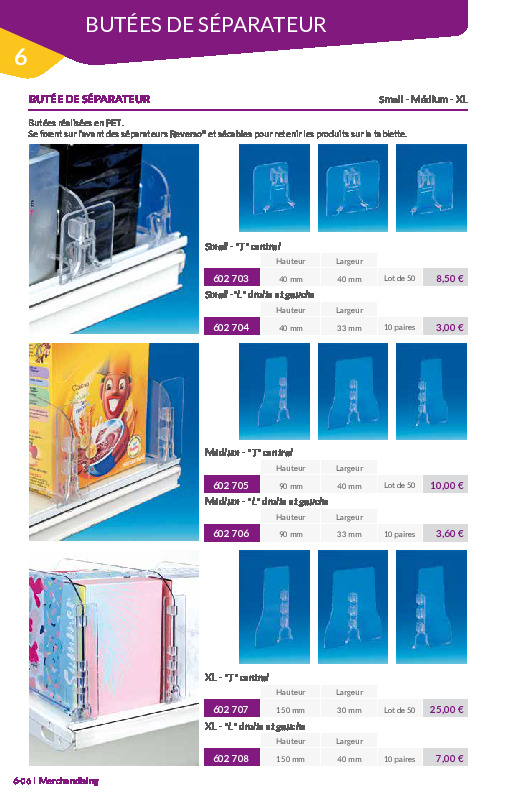 BUTÉES DE SÉPARATEUR
6
BUTÉE DE SÉPARATEUR
Small - Médium - XL
Butées réalisées en PET.
Se fixent sur l'avant des séparateurs Reverso® et sécables pour retenir les produits sur la tablette.
Small - "T" central
Hauteur Largeur
602 703 40 mm 40 mm Lot de 50 8,50 €
Small - "L" droite et gauche
Hauteur Largeur
602 704 40 mm 33 mm 10 paires 3,00 €
Médium - "T" central
Hauteur Largeur
602 705 90 mm 40 mm Lot de 50 10,00 €
Médium - "L" droite et gauche
Hauteur Largeur
602 706 90 mm 33 mm 10 paires 3,60 €
XL - "T" central
Hauteur Largeur
602 707 150 mm 30 mm Lot de 50 25,00 €
XL - "L" droite et gauche
Hauteur Largeur
602 708 150 mm 40 mm 10 paires 7,00 €
6-06 I Merchandising